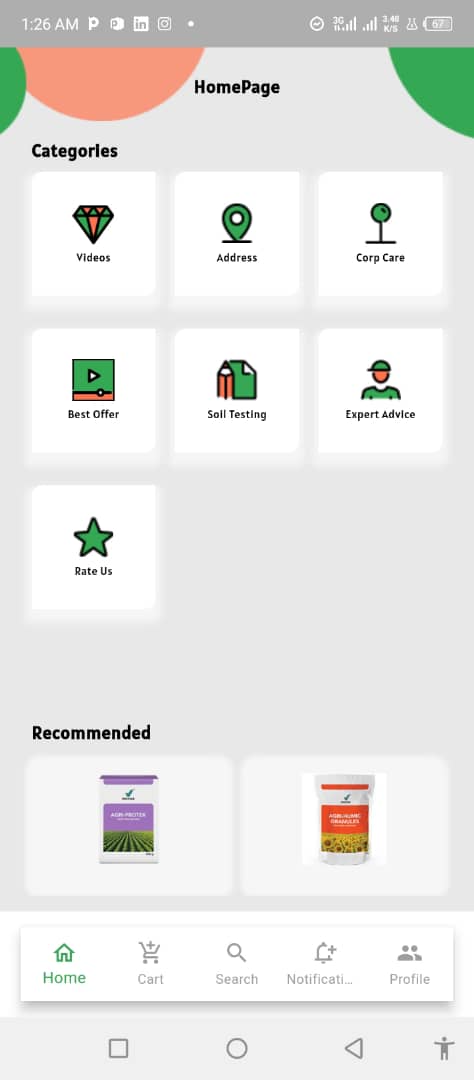 1:26 AM
3G
3.48
K/S
67
HomePage
Categories
Videos
Address
Corp Care
Best Offer
Soil Testing
Expert Advice
Rate Us
Recommended
AGRI-PROTEK
AGRI-HUMIC
GRANULES
Home
Cart
Search
Notificati...
Profile